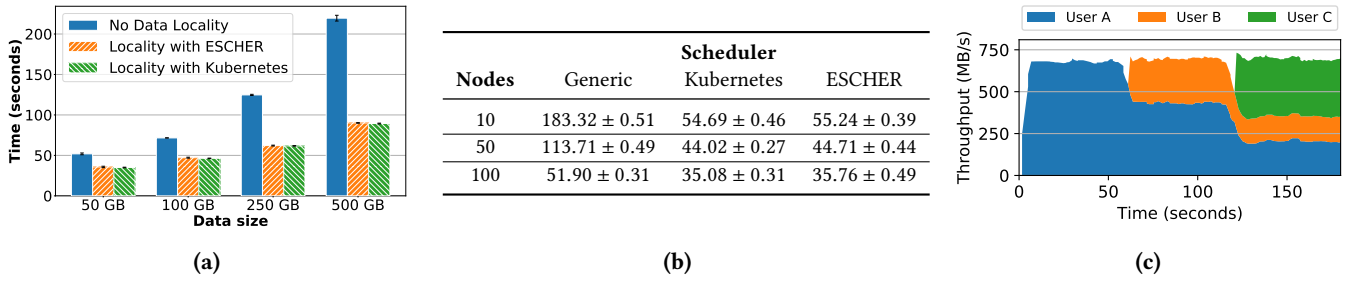 No Data Locality
Locality with ESCHER
Locality with Kubernetes
Time (seconds)
200
150
100
50
0
50 GB 100 GB 250 GB 500 GB
Data size
(a)
Scheduler
Nodes Generic Kubernetes ESCHER
10 183.32 ± 0.51 54.69 ± 0.46 55.24 ± 0.39
50 113.71 ± 0.49 44.02 ± 0.27 44.71 ± 0.44
100 51.90 ± 0.31 35.08 ± 0.31 35.76 ± 0.49
(b)
User A User B User C
Throughput (MB/s)
750
500
250
0
0 50 100 150
Time (seconds)
(c)